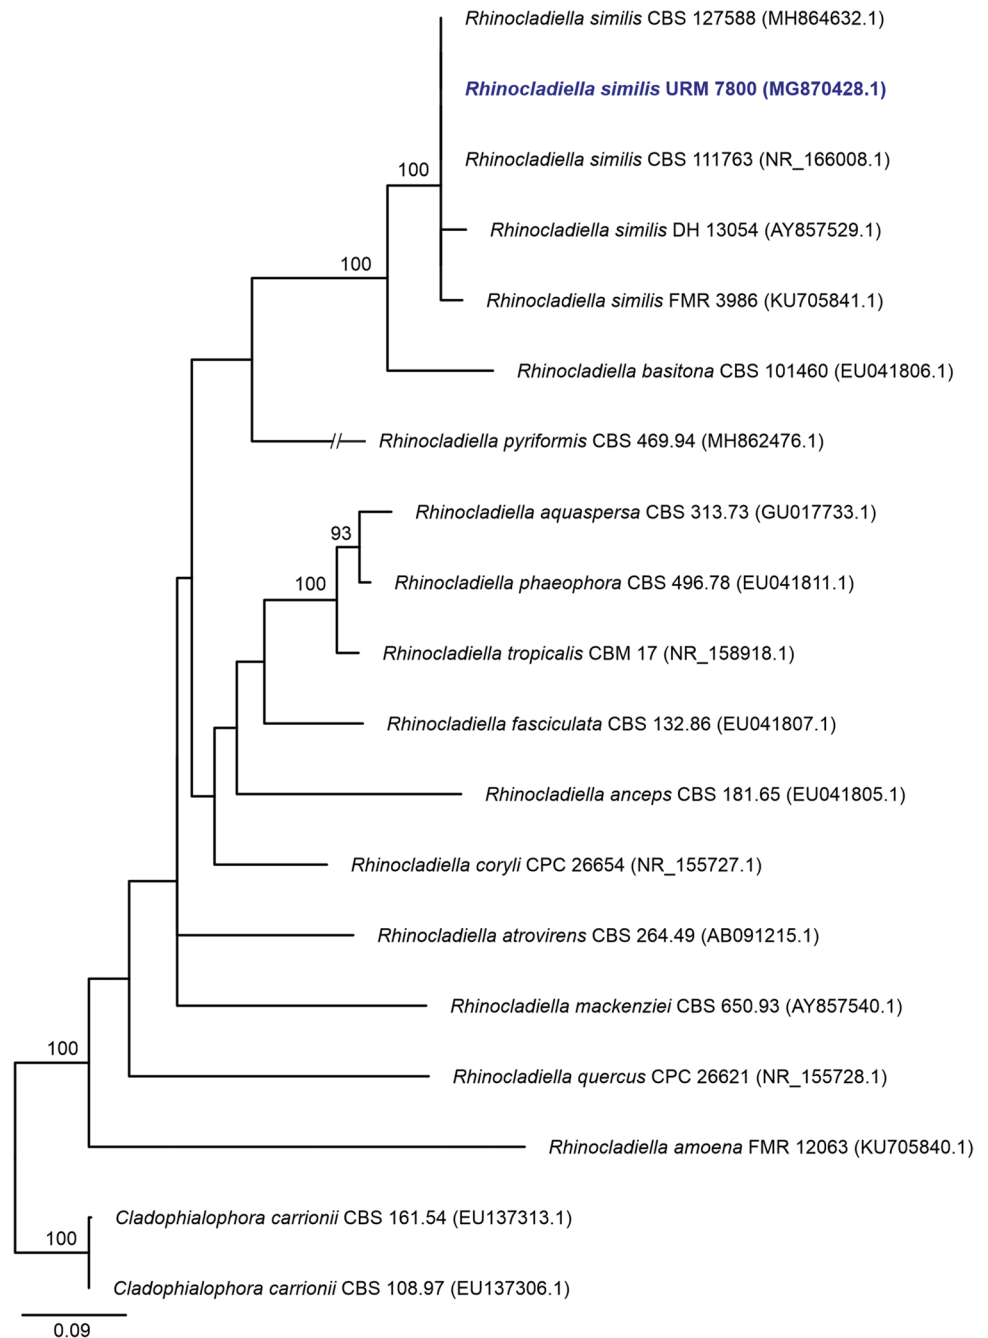 Rhinocladiella similis CBS 127588 (MH864632.1)
Rhinocladiella similis URM 7800 (MG870428.1)
Rhinocladiella similis CBS 111763 (NR_166008.1)
100
Rhinocladiella similis DH 13054 (AY857529.1)
100
Rhinocladiella similis FMR 3986 (KU705841.1)
Rhinocladiella basitona CBS 101460 (EU041806.1)
Rhinocladiella pyriformis CBS 469.94 (MH862476.1)
Rhinocladiella aquaspersa CBS 313.73 (GU017733.1)
93
Rhinocladiella phaeophora CBS 496.78 (EU041811.1)
100
Rhinocladiella tropicalis CBM 17 (NR_158918.1)
Rhinocladiella fasciculata CBS 132.86 (EU041807.1)
Rhinocladiella anceps CBS 181.65 (EU041805.1)
Rhinocladiella coryli CPC 26654 (NR_155727.1)
Rhinocladiella atrovirens CBS 264.49 (AB091215.1)
Rhinocladiella mackenziei CBS 650.93 (AY857540.1)
100
Rhinocladiella quercus CPC 26621 (NR_155728.1)
Rhinocladiella amoena FMR 12063 (KU705840.1)
Cladophialophora carrionii CBS 161.54 (EU137313.1)
100
Cladophialophora carrionii CBS 108.97 (EU137306.1)
0.09